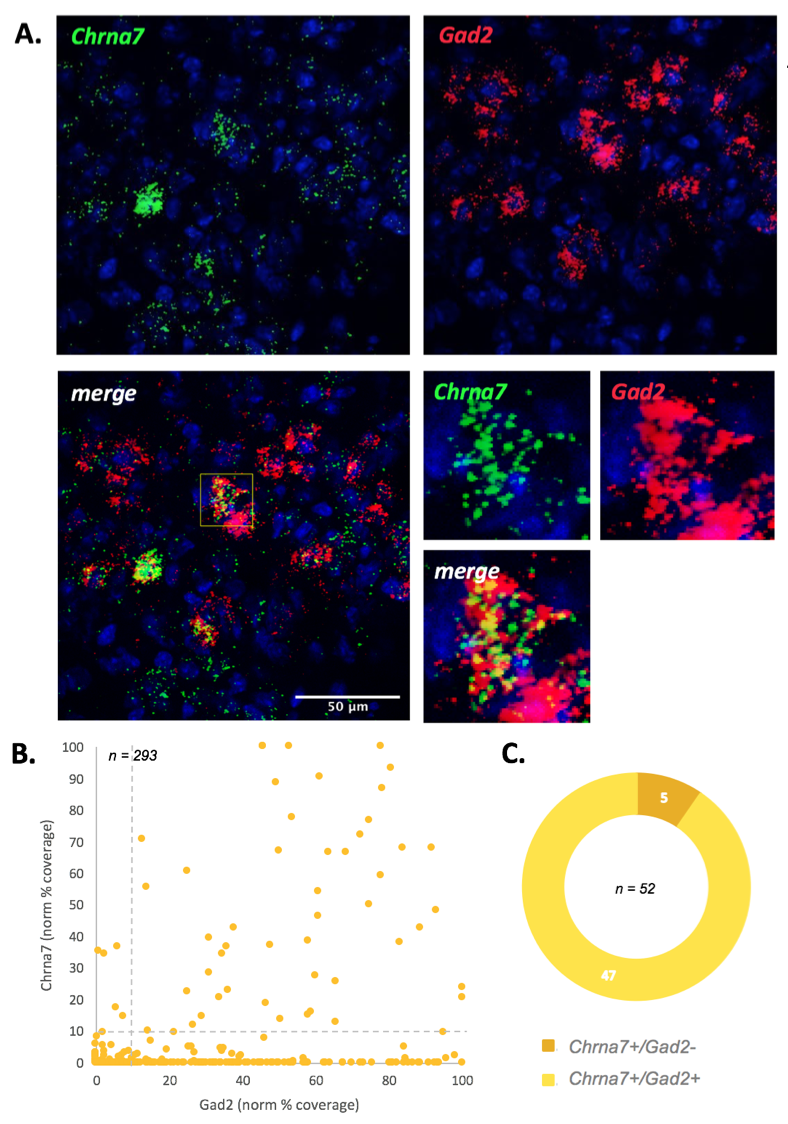 A.
Chrna7
Gad2
merge
50 µm
Chrna7
Gad2
merge
B.
n = 293
100
90
80
70
60
50
40
30
20
10
0
Chrna7 (norm % coverage)
0 20 40 60 80 100
Gad2 (norm % coverage)
C.
5
n = 52
47
Chrna7+/Gad2-
Chrna7+/Gad2+